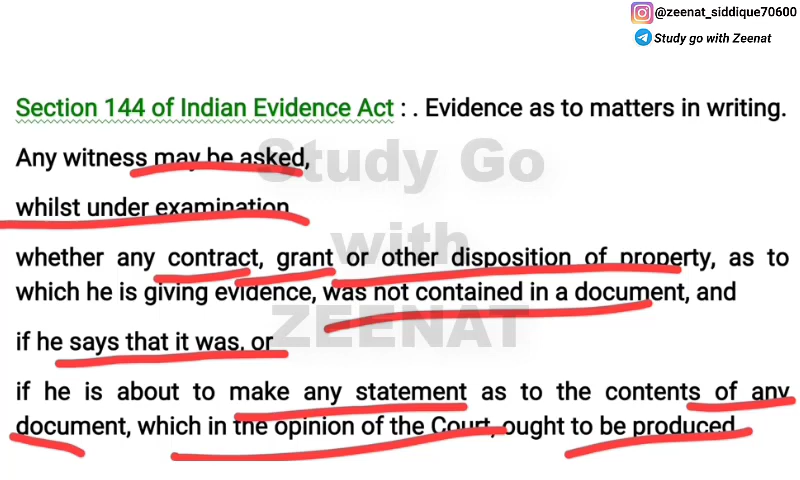 @zeenat_siddique70600
Study go with Zeenat
Section 144 of Indian Evidence Act : . Evidence as to matters in writing.
Any witness may be asked,
whilst under examination
whether any contract, grant or other disposition of property, as to
which he is giving evidence, was not contained in a document, and
if he says that it was, or
if he is about to make any statement as to the contents of any
document, which in the opinion of the Court, ought to be produced
Study Go
with
ZEENAT